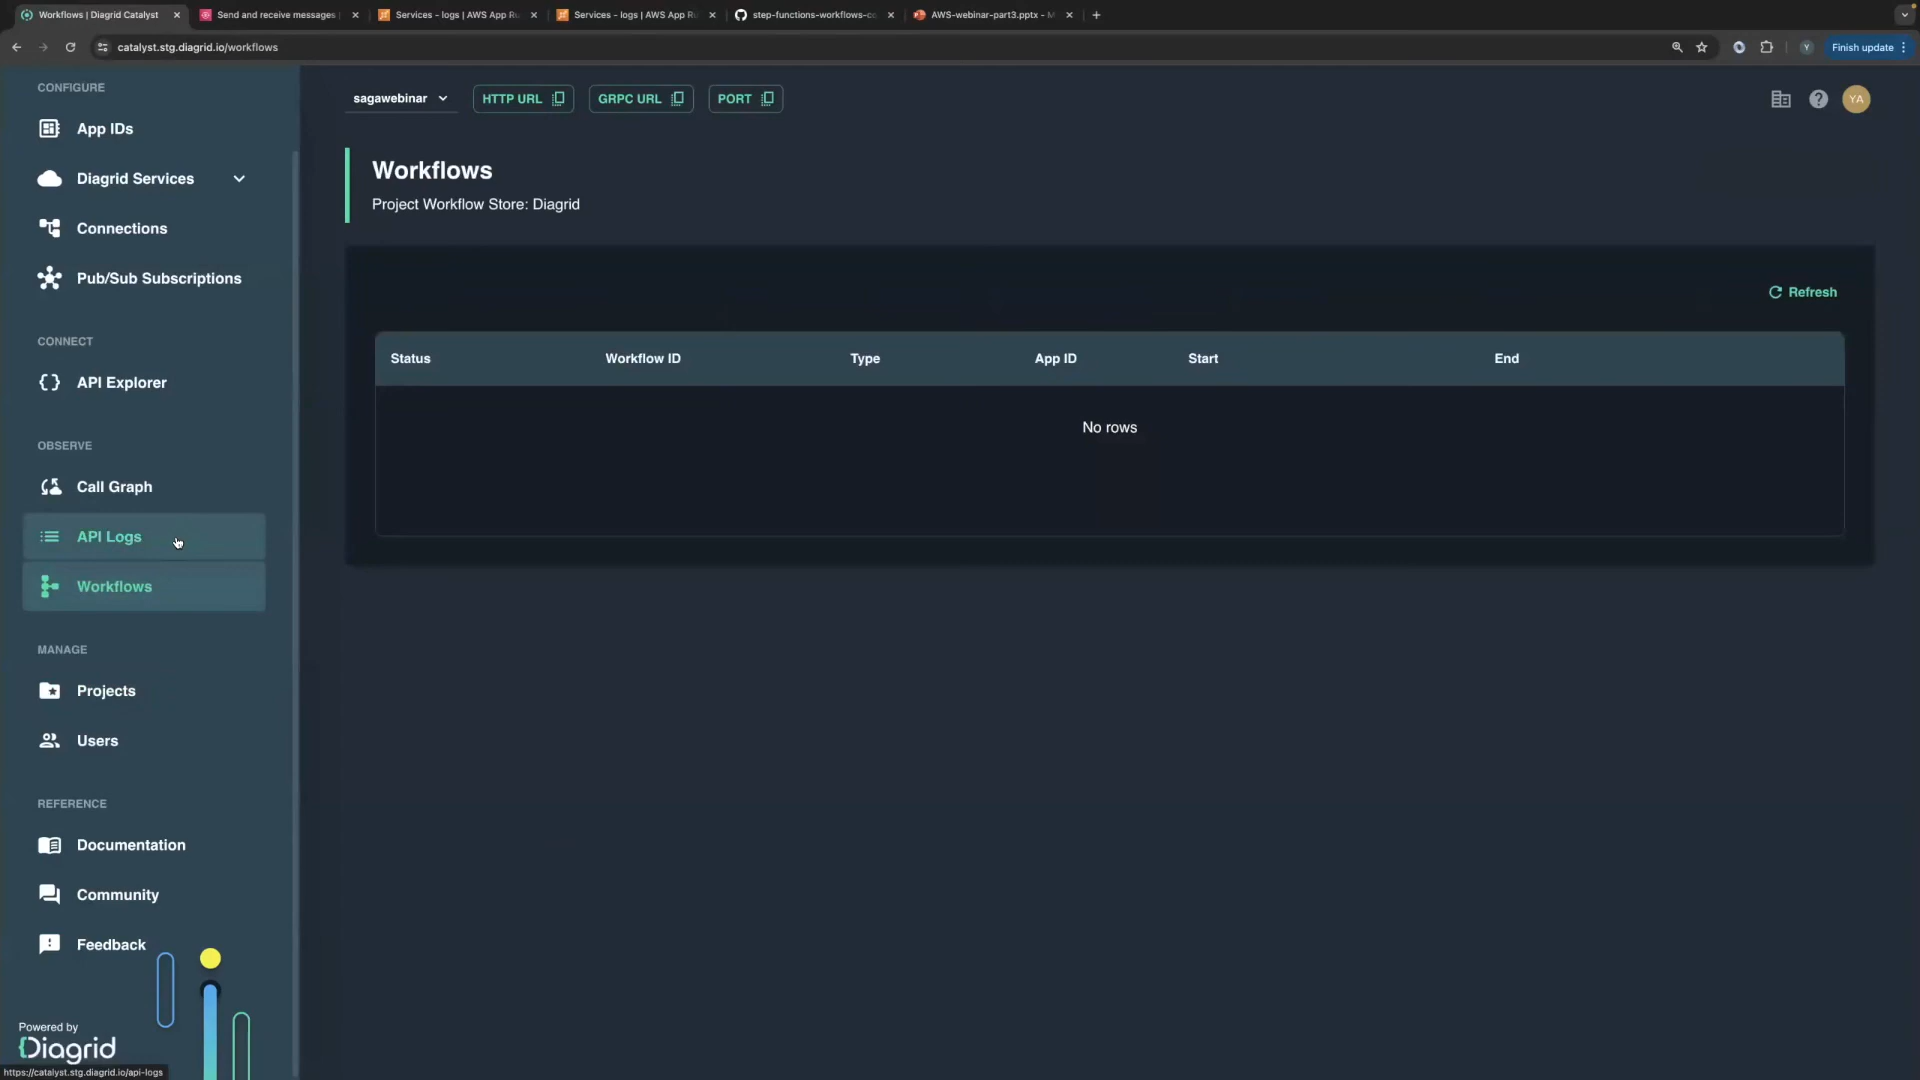 Workflows | Diagrid Catalyst
Send and receive messages
Services - logs | AWS App Ru
Services - logs | AWS App Ru
step-functions-workflows-co
AWS-webinar-part3.pptx - M
catalyst.stg.diagrid.io/workflows
Y
Finish update
CONFIGURE
App IDs
Diagrid Services
Connections
Pub/Sub Subscriptions
CONNECT
API Explorer
OBSERVE
Call Graph
API Logs
Workflows
MANAGE
Projects
Users
REFERENCE
Documentation
Community
Feedback
Powered by
Diagrid
https://catalyst.stg.diagrid.io/api-logs
sagawebinar
HTTP URL
GRPC URL
PORT
YA
Workflows
Project Workflow Store: Diagrid
Refresh
Status Workflow ID Type App ID Start End
No rows